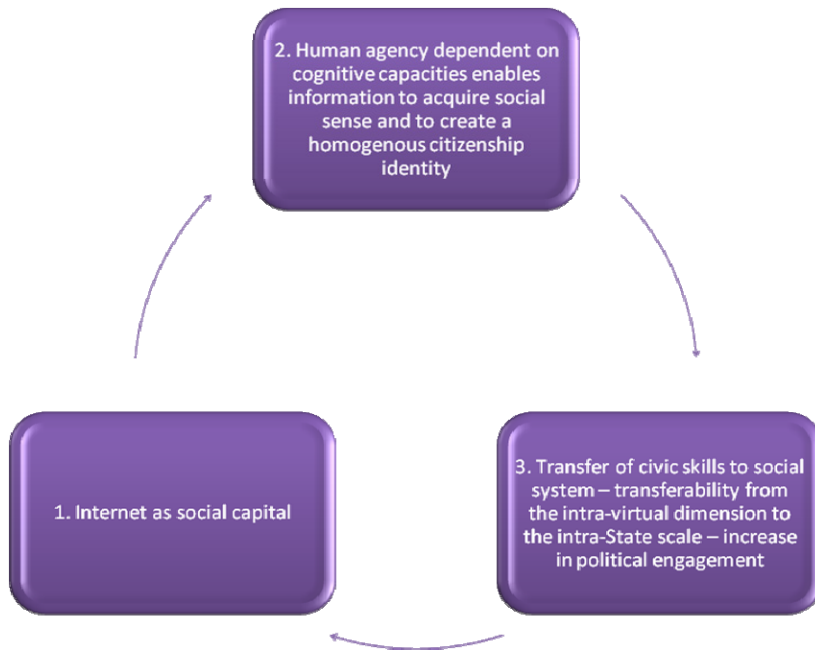 2. Human agency dependent on
cognitive capacities enables
information to acquire social
sense and to create a
homogenous citizenship
identity
1. Internet as social capital
3. Transfer of civic skills to social
system – transferability from
the intra-virtual dimension to
the intra-State scale – increase
in political engagement